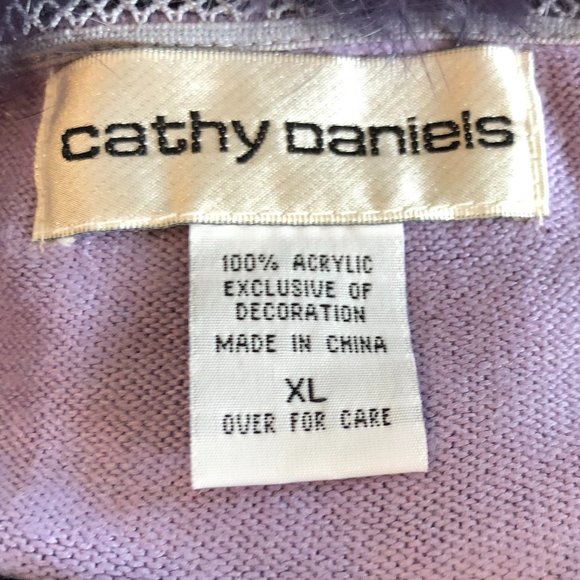 cathy Daniels
100% ACRYLIC
EXCLUSIVE OF
DECORATION
MADE IN CHINA
XL
OVER FOR CARE